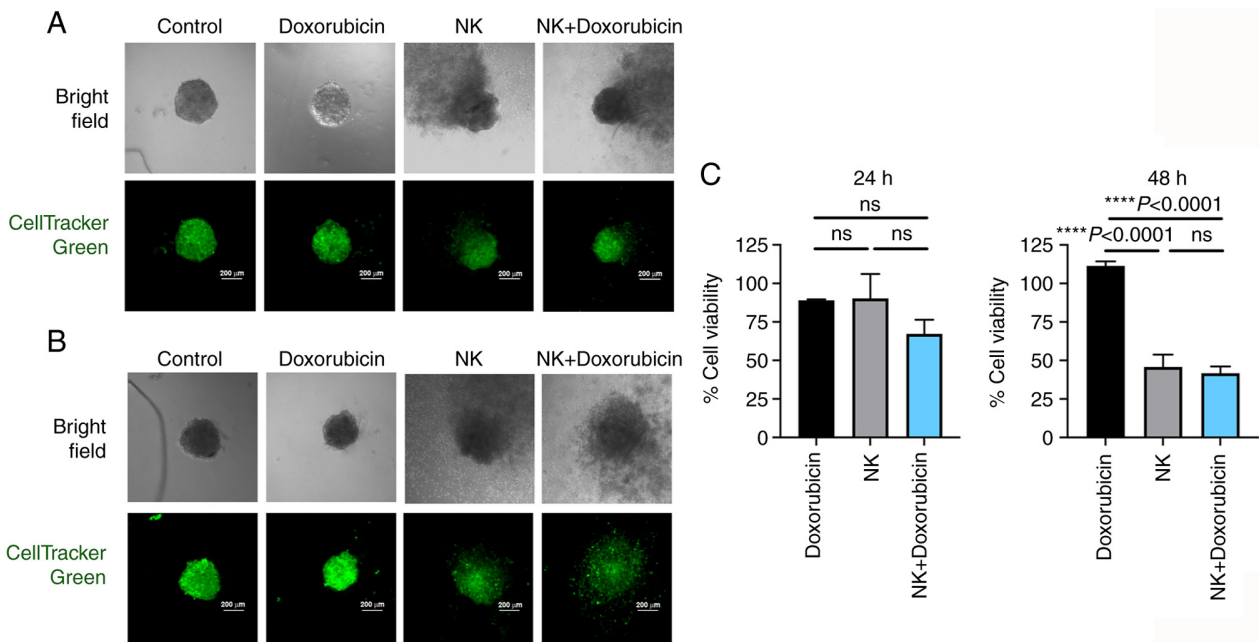 A
Control Doxorubicin NK NK+Doxorubicin
Bright
field
CellTracker
Green
200 μm 200 μm 200 μm 200 μm
B
Control Doxorubicin NK NK+Doxorubicin
Bright
field
CellTracker
Green
200 μm 200 μm 200 μm 200 μm
C
24 h
ns
ns ns
% Cell viability
125
100
75
50
25
0
Doxorubicin
NK
NK+Doxorubicin
48 h
****P<0.0001
****P<0.0001 ns
% Cell viability
125
100
75
50
25
0
Doxorubicin
NK
NK+Doxorubicin